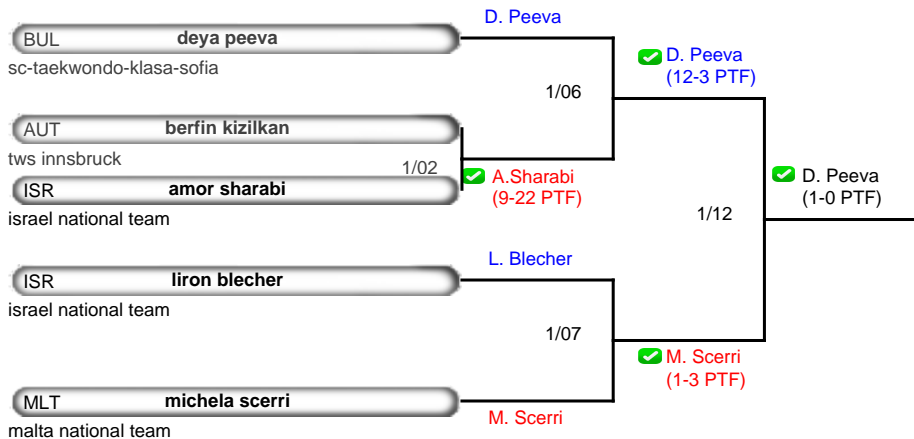 D. Peeva
BUL deya peeva
sc-taekwondo-klasa-sofia
D. Peeva
(12-3 PTF)
1/06
AUT berfin kizilkan
tws innsbruck
1/02
A.Sharabi
(9-22 PTF)
ISR amor sharabi
israel national team
D. Peeva
(1-0 PTF)
1/12
L. Blecher
ISR liron blecher
israel national team
1/07
M. Scerri
(1-3 PTF)
MLT michela scerri
M. Scerri
malta national team